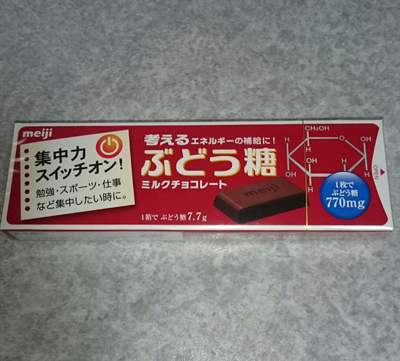 meiji
集中力
スイッチオン!
勉強・スポーツ・仕事
など集中したい時に。
考えるエネルギーの補給に!
ぶどう糖
ミルクチョコレート
meiji
1箱で ぶどう糖 7.7g
CH₂OH
O
H
H
H
OH
H
OH
OH
H
OH
1枚で
ぶどう糖
770mg